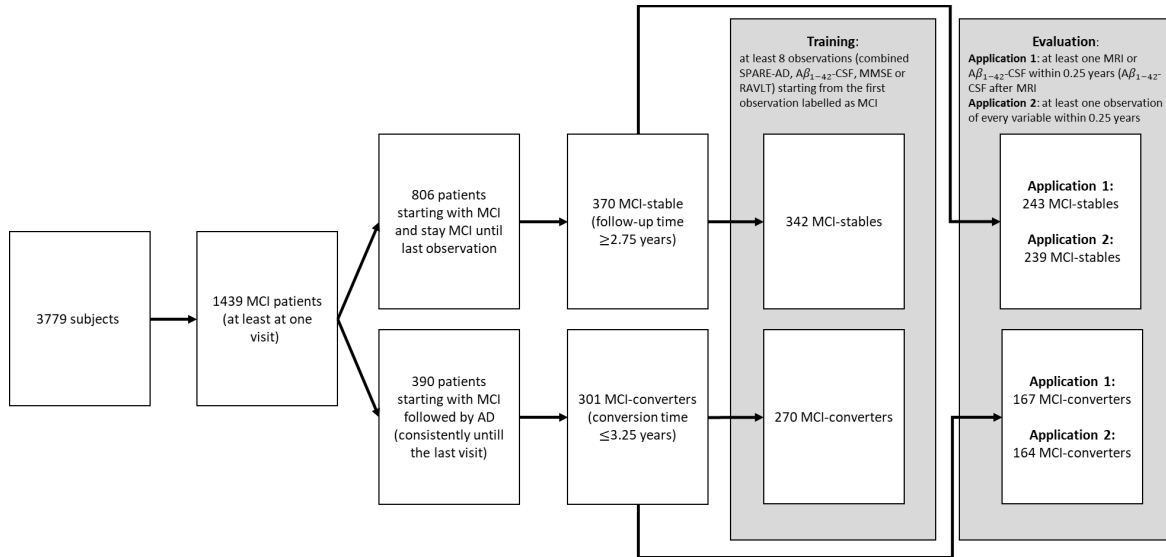 3779 subjects
1439 MCI patients
(at least at one
visit)
806 patients
starting with MCI
and stay MCI until
last observation
390 patients
starting with MCI
followed by AD
(consistently untill
the last visit)
370 MCI-stable
(follow-up time
≥2.75 years)
301 MCI-converters
(conversion time
≤3.25 years)
Training:
at least 8 observations (combined
SPARE-AD, Aβ₁₋₄₂-CSF, MMSE or
RAVLT) starting from the first
observation labelled as MCI
342 MCI-stables
270 MCI-converters
Evaluation:
Application 1: at least one MRI or
Aβ₁₋₄₂-CSF within 0.25 years (Aβ₁₋₄₂-
CSF after MRI
Application 2: at least one observation
of every variable within 0.25 years
Application 1:
243 MCI-stables
Application 2:
239 MCI-stables
Application 1:
167 MCI-converters
Application 2:
164 MCI-converters